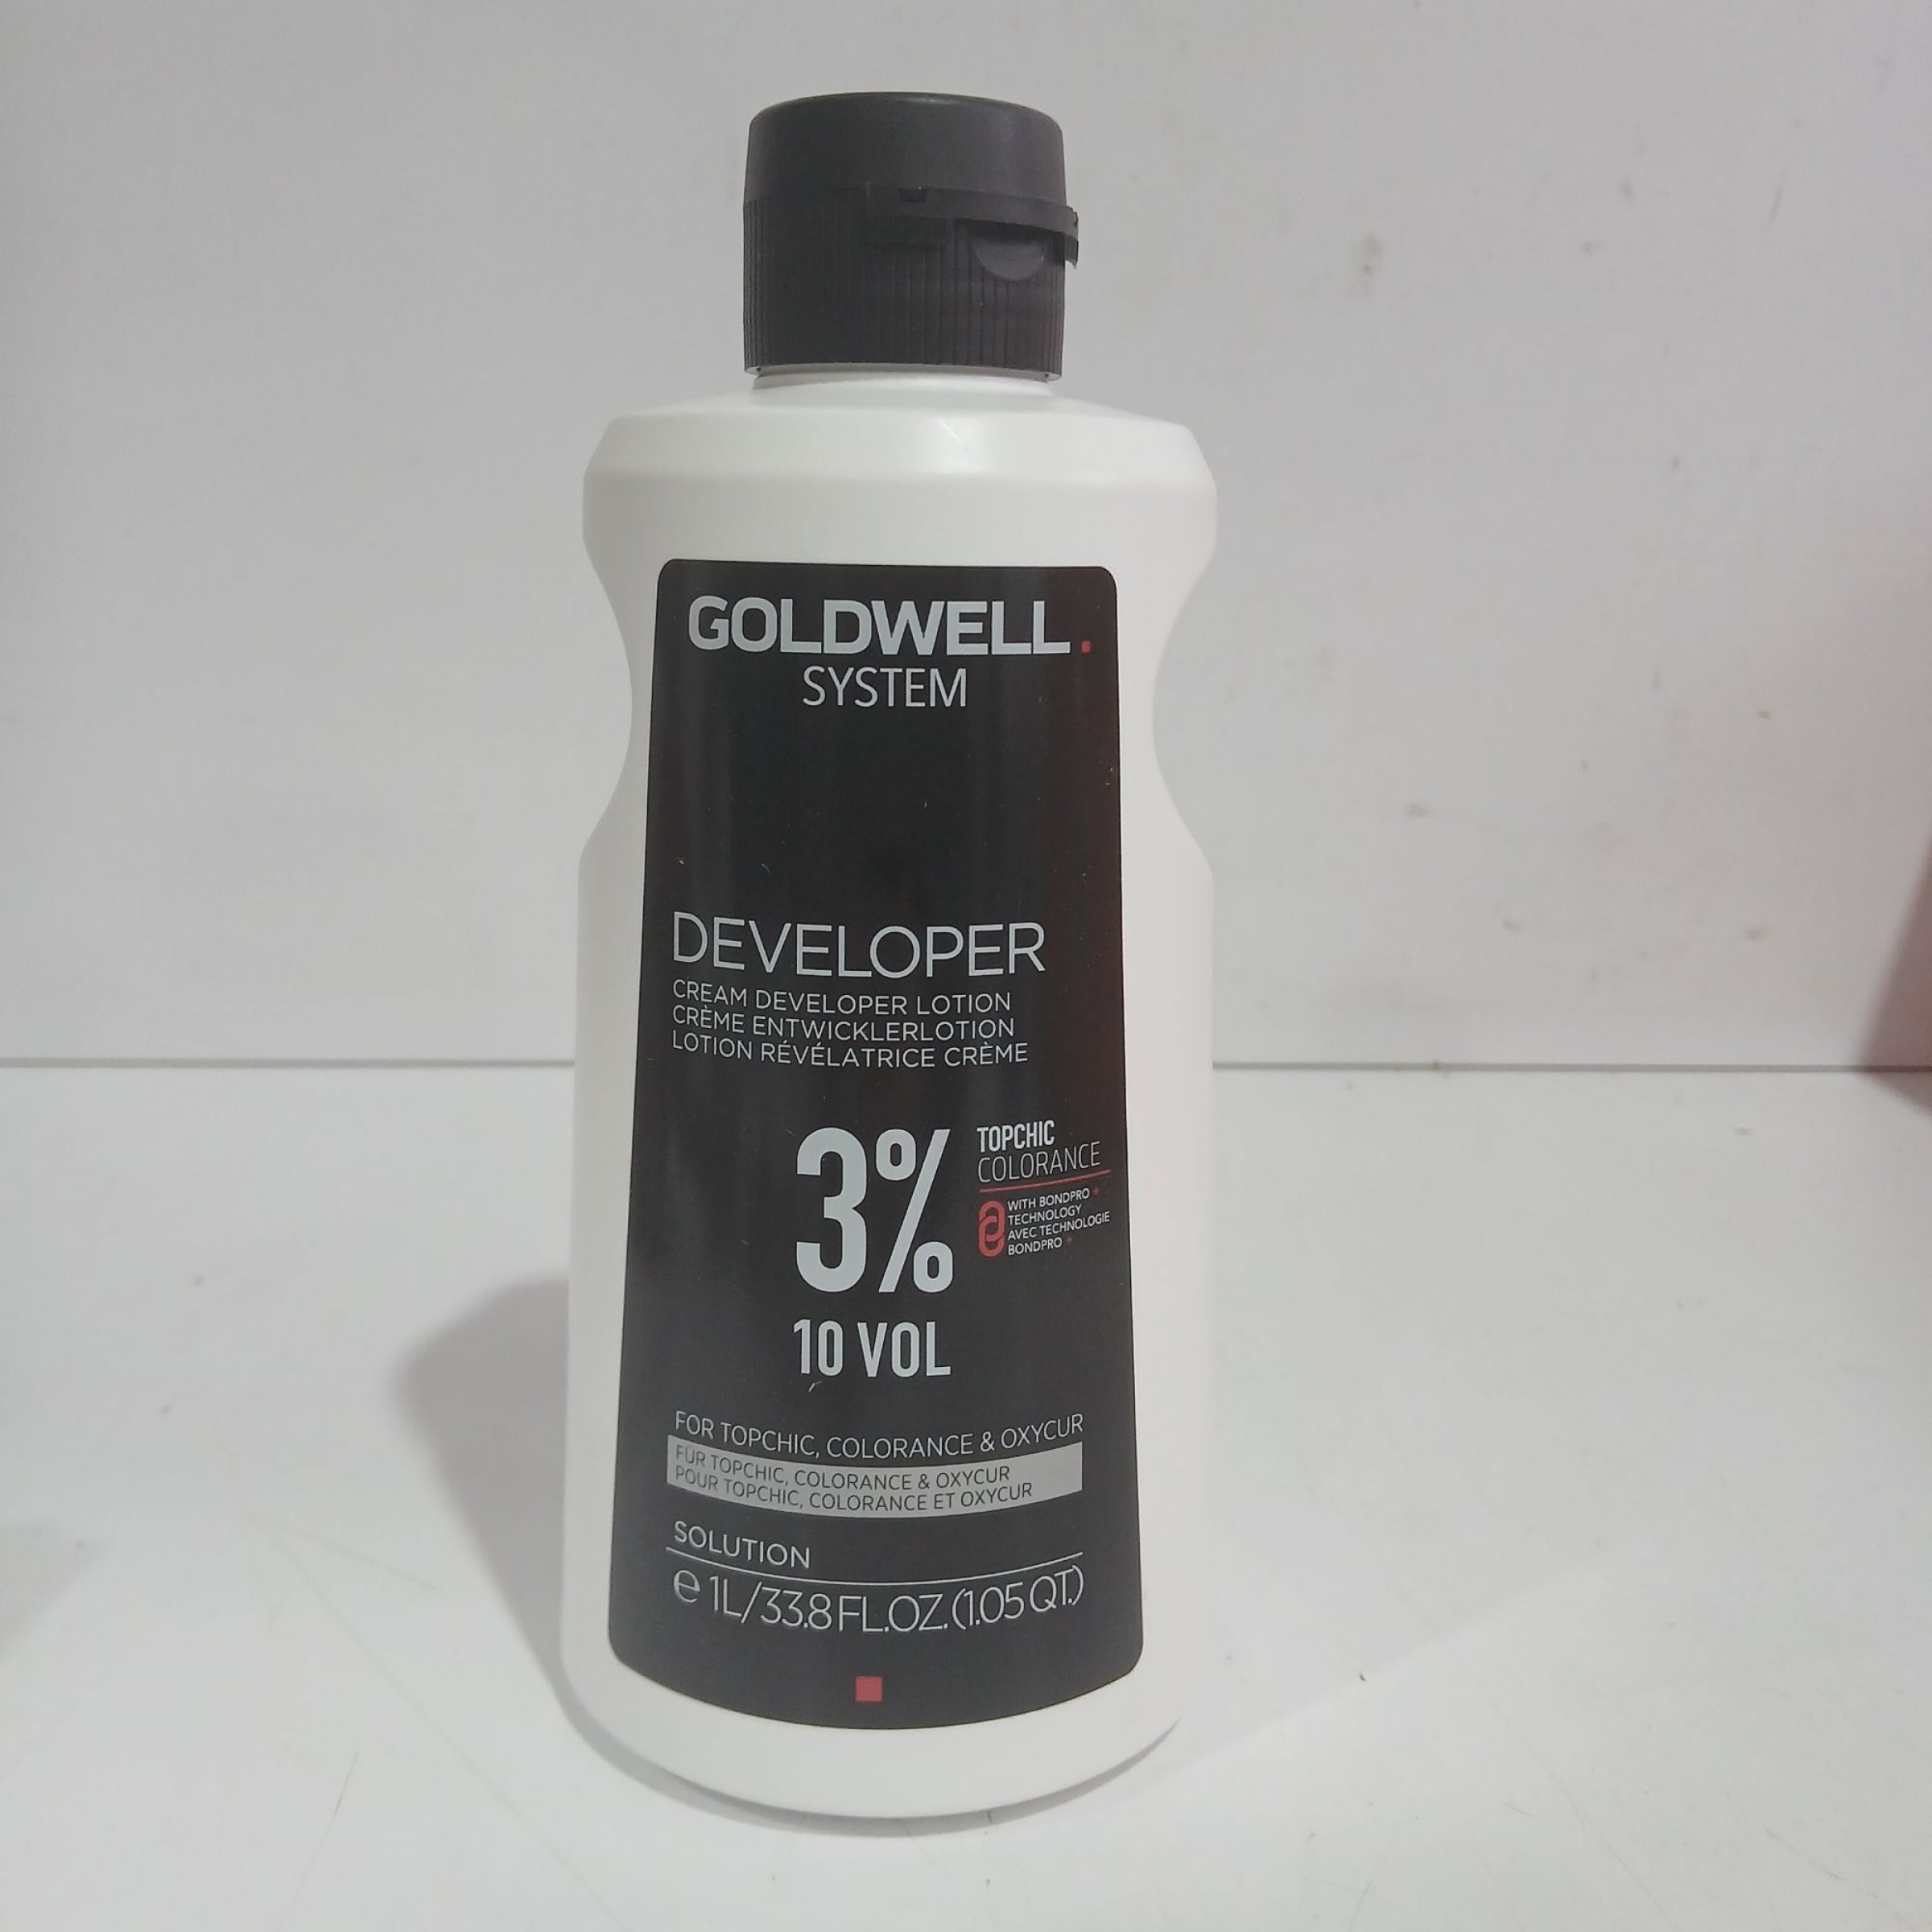 GOLDWELL.
SYSTEM
DEVELOPER
CREAM DEVELOPER LOTION
CRÈME ENTWICKLERLOTION
LOTION RÉVÉLATRICE CRÈME
3%
10 VOL
TOPCHIC
COLORANCE
WITH BONDPRO +
TECHNOLOGY
AVEC TECHNOLOGIE
BONDPRO +
FOR TOPCHIC, COLORANCE & OXYCUR
FÜR TOPCHIC, COLORANCE & OXYCUR
POUR TOPCHIC, COLORANCE ET OXYCUR
SOLUTION
e 1L/33.8FL.OZ.(1.05 QT.)